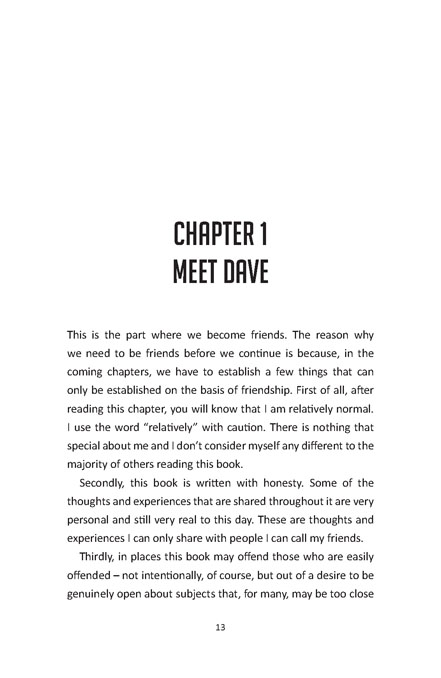 CHAPTER 1
MEET DAVE
This is the part where we become friends. The reason why
we need to be friends before we continue is because, in the
coming chapters, we have to establish a few things that can
only be established on the basis of friendship. First of all, after
reading this chapter, you will know that I am relatively normal.
I use the word “relatively” with caution. There is nothing that
special about me and I don’t consider myself any different to the
majority of others reading this book.
Secondly, this book is written with honesty. Some of the
thoughts and experiences that are shared throughout it are very
personal and still very real to this day. These are thoughts and
experiences I can only share with people I can call my friends.
Thirdly, in places this book may offend those who are easily
offended – not intentionally, of course, but out of a desire to be
genuinely open about subjects that, for many, may be too close
13